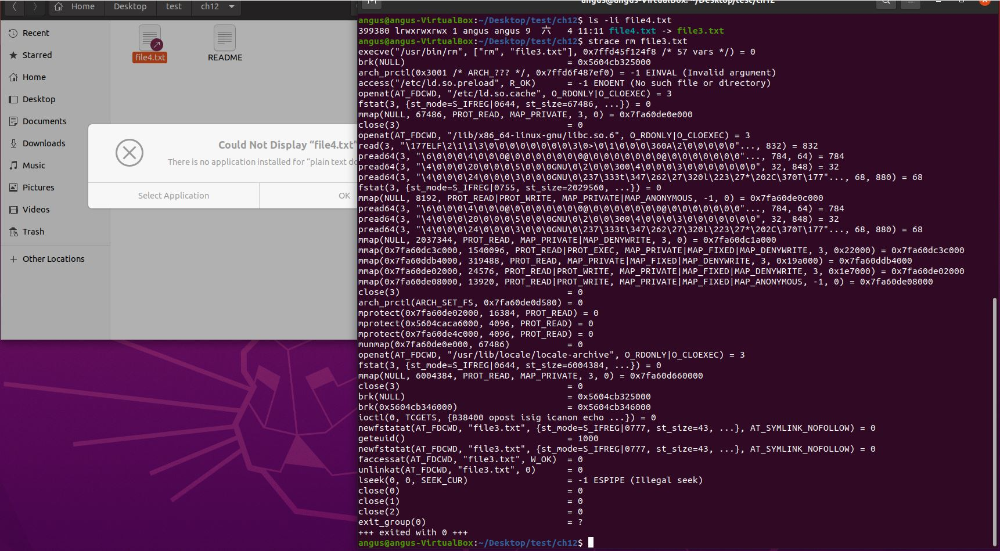 Home
Desktop
test
ch12
Recent
Starred
Home
Desktop
Documents
Downloads
Music
Pictures
Videos
Trash
Other Locations
file4.txt
README
Could Not Display “file4.txt”
There is no application installed for “plain text
Select Application
OK
angus@angus-VirtualBox: ~/Desktop/test/ch12
angus@angus-VirtualBox:~/Desktop/test/ch12$ ls -li file4.txt
399380 lrwxrwxrwx 1 angus angus 9 六 4 11:11 file4.txt -> file3.txt
angus@angus-VirtualBox:~/Desktop/test/ch12$ strace rm file3.txt
execve("/usr/bin/rm", ["rm", "file3.txt"], 0x7ffd45f124f8 /* 57 vars */) = 0
brk(NULL) = 0x5604cb325000
arch_prctl(0x3001 /* ARCH_??? */, 0x7ffd6f487ef0) = -1 EINVAL (Invalid argument)
access("/etc/ld.so.preload", R_OK) = -1 ENOENT (No such file or directory)
openat(AT_FDCWD, "/etc/ld.so.cache", O_RDONLY|O_CLOEXEC) = 3
fstat(3, {st_mode=S_IFREG|0644, st_size=67486, ...}) = 0
mmap(NULL, 67486, PROT_READ, MAP_PRIVATE, 3, 0) = 0x7fa60de0e000
close(3) = 0
openat(AT_FDCWD, "/lib/x86_64-linux-gnu/libc.so.6", O_RDONLY|O_CLOEXEC) = 3
read(3, "\177ELF\2\1\1\3\0\0\0\0\0\0\0\0\3\0>\0\1\0\0\0\360A\2\0\0\0\0\0"..., 832) = 832
pread64(3, "\6\0\0\0\4\0\0\0@\0\0\0\0\0\0\0@\0\0\0\0\0\0\0@\0\0\0\0\0\0\0"..., 784, 64) = 784
pread64(3, "\4\0\0\0\20\0\0\0\5\0\0\0GNU\0\2\0\0\300\4\0\0\0\3\0\0\0\0\0\0\0", 32, 848) = 32
pread64(3, "\4\0\0\0\24\0\0\0\3\0\0\0GNU\0\237\333t\347\262\27\320l\223\27*\202C\370T\177"..., 68, 880) = 68
fstat(3, {st_mode=S_IFREG|0755, st_size=2029560, ...}) = 0
mmap(NULL, 8192, PROT_READ|PROT_WRITE, MAP_PRIVATE|MAP_ANONYMOUS, -1, 0) = 0x7fa60de0c000
pread64(3, "\6\0\0\0\4\0\0\0@\0\0\0\0\0\0\0@\0\0\0\0\0\0\0@\0\0\0\0\0\0\0"..., 784, 64) = 784
pread64(3, "\4\0\0\0\20\0\0\0\5\0\0\0GNU\0\2\0\0\300\4\0\0\0\3\0\0\0\0\0\0\0", 32, 848) = 32
pread64(3, "\4\0\0\0\24\0\0\0\3\0\0\0GNU\0\237\333t\347\262\27\320l\223\27*\202C\370T\177"..., 68, 880) = 68
mmap(NULL, 2037344, PROT_READ, MAP_PRIVATE|MAP_DENYWRITE, 3, 0) = 0x7fa60dc1a000
mmap(0x7fa60dc3c000, 1540096, PROT_READ|PROT_EXEC, MAP_PRIVATE|MAP_FIXED|MAP_DENYWRITE, 3, 0x22000) = 0x7fa60dc3c000
mmap(0x7fa60ddb4000, 319488, PROT_READ, MAP_PRIVATE|MAP_FIXED|MAP_DENYWRITE, 3, 0x19a000) = 0x7fa60ddb4000
mmap(0x7fa60de02000, 24576, PROT_READ|PROT_WRITE, MAP_PRIVATE|MAP_FIXED|MAP_DENYWRITE, 3, 0x1e7000) = 0x7fa60de02000
mmap(0x7fa60de08000, 13920, PROT_READ|PROT_WRITE, MAP_PRIVATE|MAP_FIXED|MAP_ANONYMOUS, -1, 0) = 0x7fa60de08000
close(3) = 0
arch_prctl(ARCH_SET_FS, 0x7fa60de0d580) = 0
mprotect(0x7fa60de02000, 16384, PROT_READ) = 0
mprotect(0x5604caca6000, 4096, PROT_READ) = 0
mprotect(0x7fa60de4c000, 4096, PROT_READ) = 0
munmap(0x7fa60de0e000, 67486) = 0
openat(AT_FDCWD, "/usr/lib/locale/locale-archive", O_RDONLY|O_CLOEXEC) = 3
fstat(3, {st_mode=S_IFREG|0644, st_size=6004384, ...}) = 0
mmap(NULL, 6004384, PROT_READ, MAP_PRIVATE, 3, 0) = 0x7fa60d660000
close(3) = 0
brk(NULL) = 0x5604cb325000
brk(0x5604cb346000) = 0x5604cb346000
ioctl(0, TCGETS, {B38400 opost isig icanon echo ...}) = 0
newfstatat(AT_FDCWD, "file3.txt", {st_mode=S_IFREG|0777, st_size=43, ...}, AT_SYMLINK_NOFOLLOW) = 0
geteuid() = 1000
newfstatat(AT_FDCWD, "file3.txt", {st_mode=S_IFREG|0777, st_size=43, ...}, AT_SYMLINK_NOFOLLOW) = 0
faccessat(AT_FDCWD, "file3.txt", W_OK) = 0
unlinkat(AT_FDCWD, "file3.txt", 0) = 0
lseek(0, 0, SEEK_CUR) = -1 ESPIPE (Illegal seek)
close(0) = 0
close(1) = 0
close(2) = 0
exit_group(0) = ?
+++ exited with 0 +++
angus@angus-VirtualBox:~/Desktop/test/ch12$